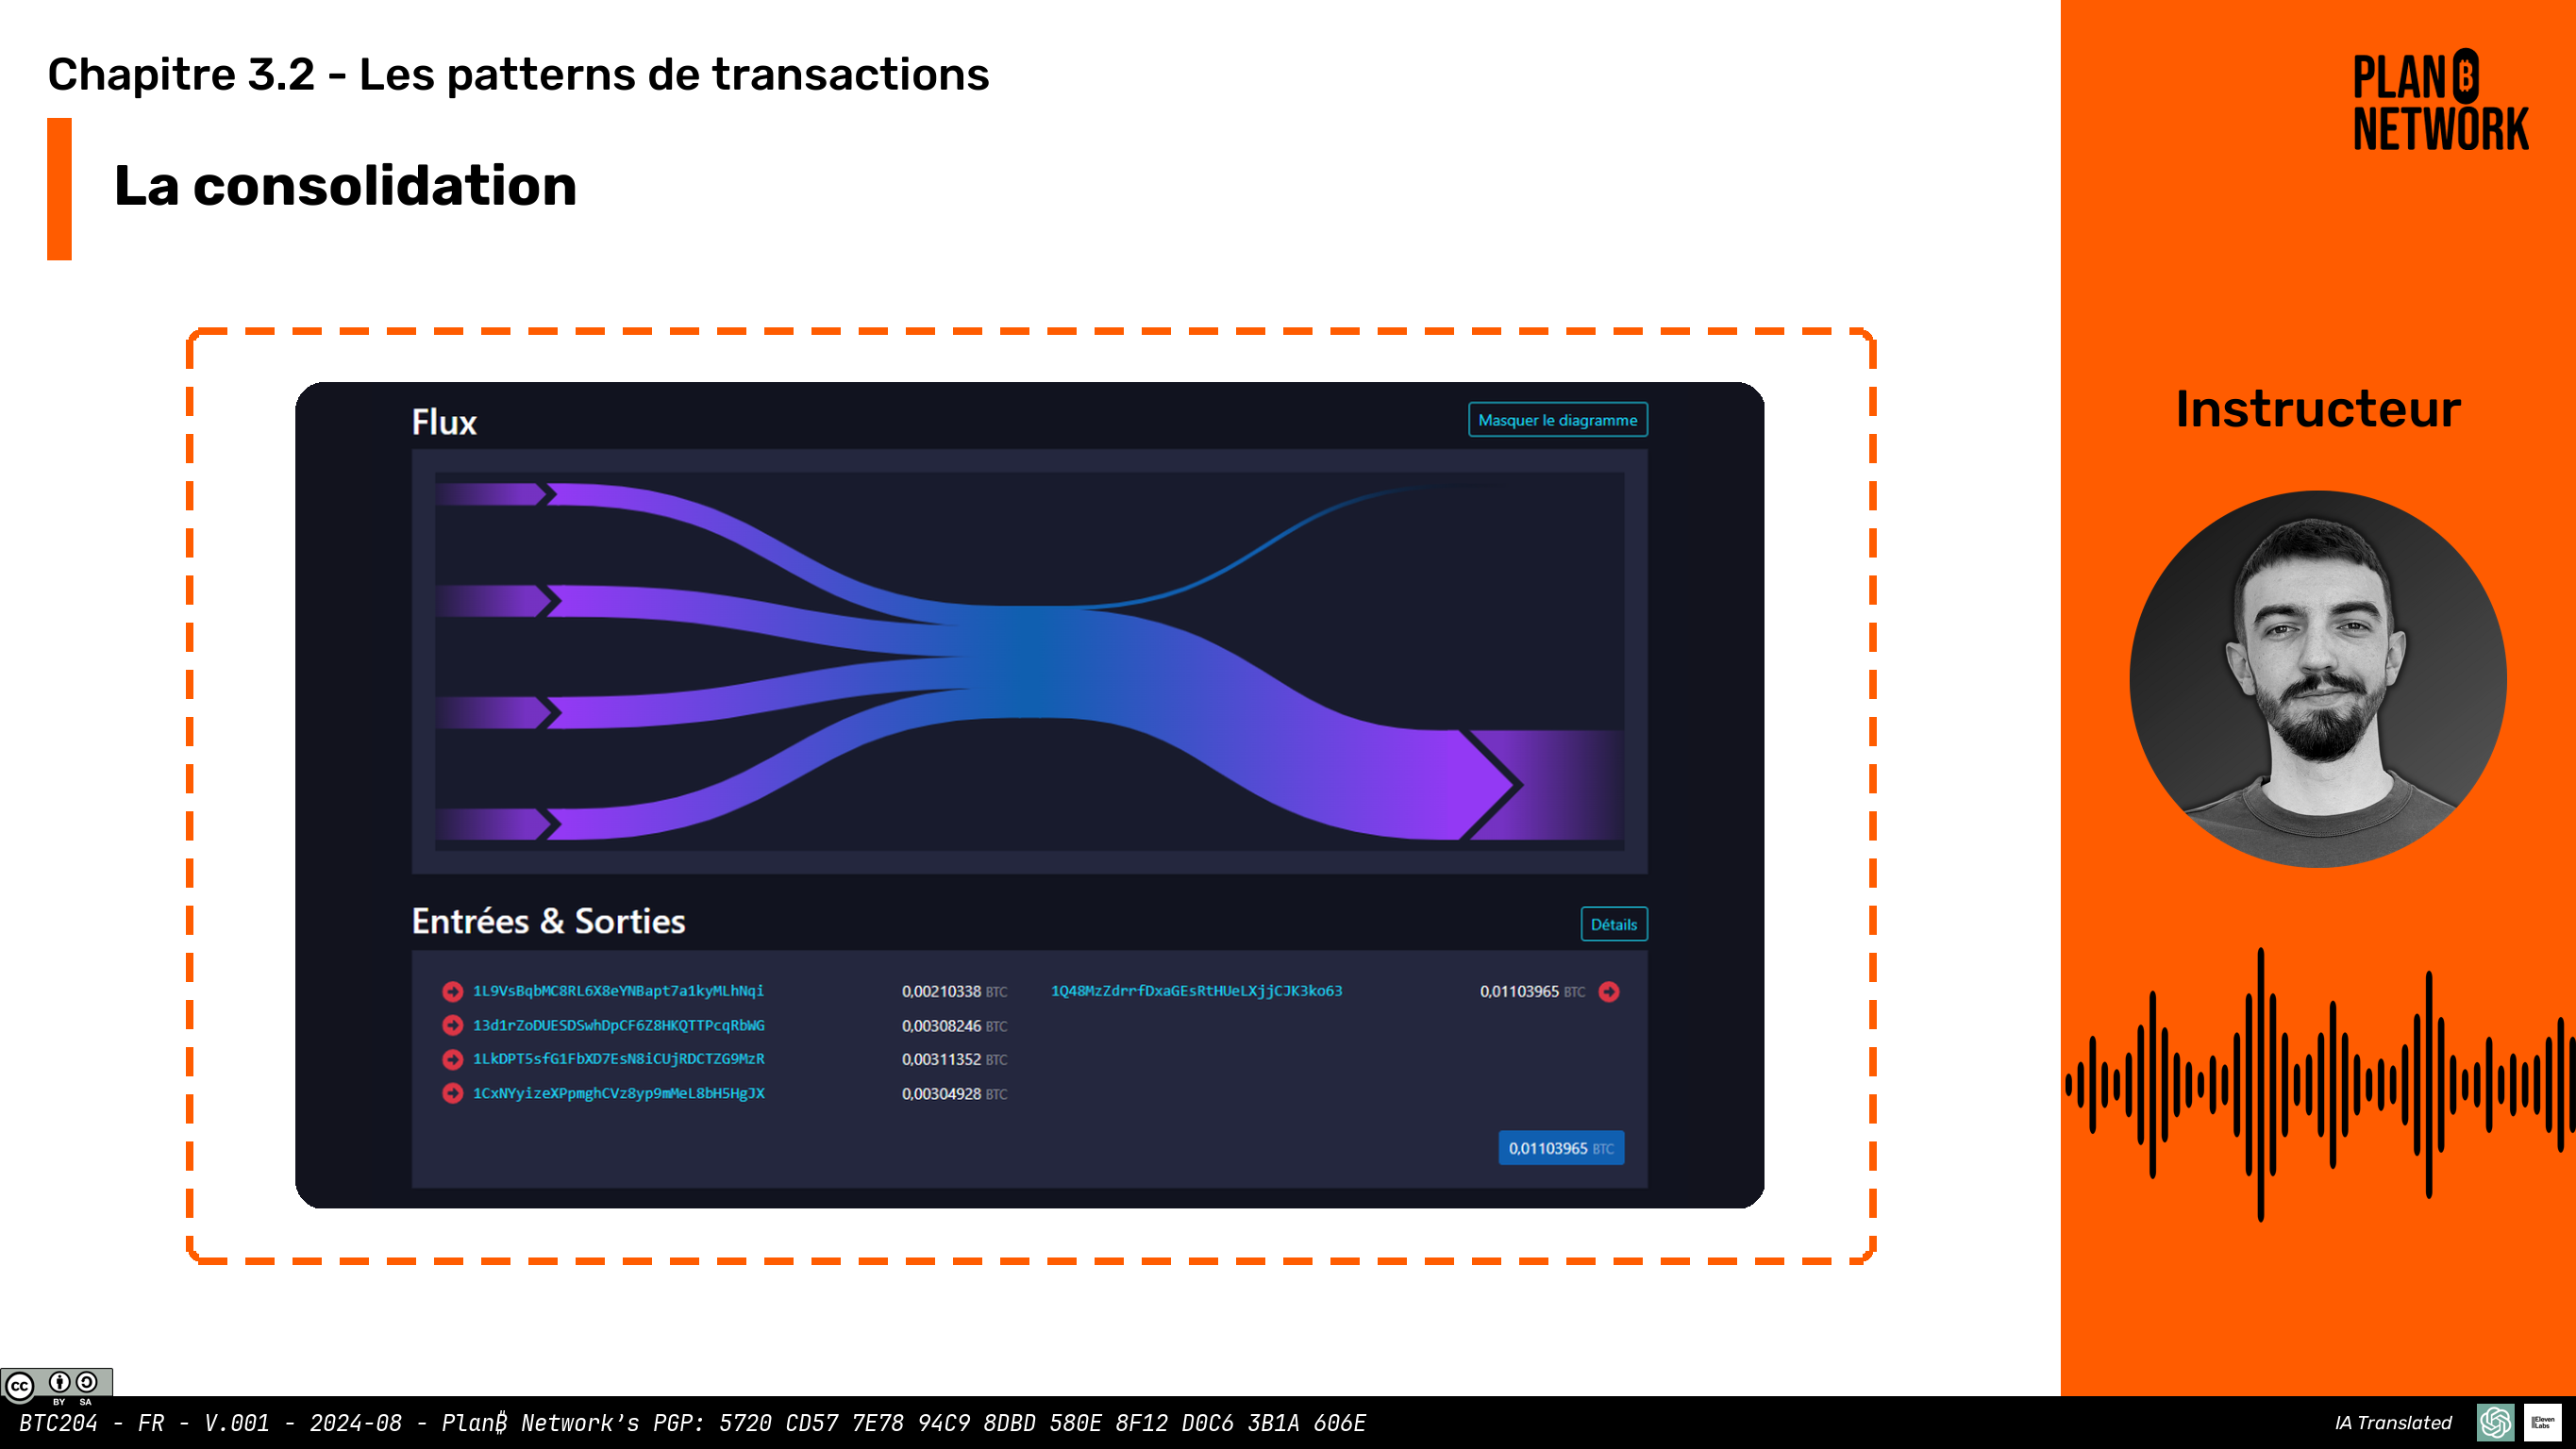 Chapitre 3.2 - Les patterns de transactions
La consolidation
PLAN B
NETWORK
Instructeur
Flux
Masquer le diagramme
Entrées & Sorties
Détails
1L9VsBqbMC8RL6X8eYNBapt7a1kyMLhNqi 0,00210338 BTC 1Q48MzZdrrfDxaGEsRtHUeLXjjCJK3ko63 0,01103965 BTC
13d1rZoDUESDSwhDpCF6Z8HKQTTPcqRbWG 0,00308246 BTC
1LkDPT5sfG1FbXD7EsN8iCUjRDCTZG9MzR 0,00311352 BTC
1CxNYyizeXPpmghCVz8yp9mMeL8bH5HgJX 0,00304928 BTC
0,01103965 BTC
cc BY SA
BTC204 - FR - V.001 - 2024-08 - Plan₿ Network's PGP: 5720 CD57 7E78 94C9 8DBD 580E 8F12 D0C6 3B1A 606E
IA Translated
ElevenLabs